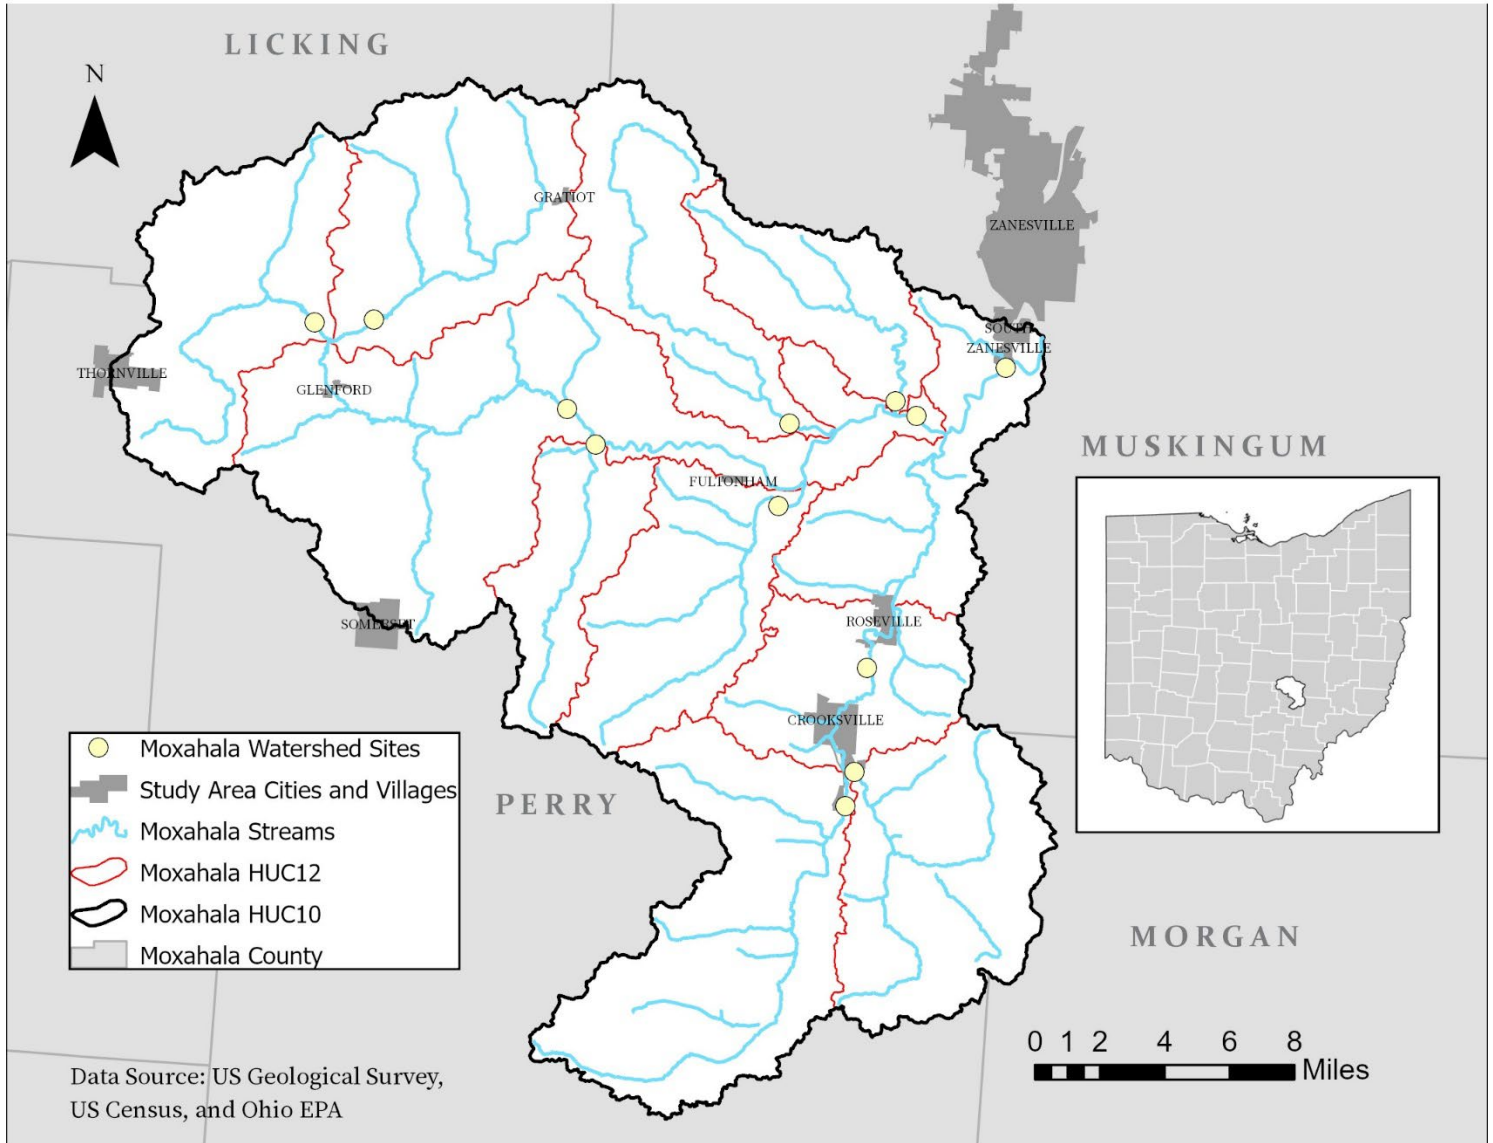 LICKING
N
GRATIOT
ZANESVILLE
SOUTH
ZANESVILLE
THORNVILLE
GLENFORD
MUSKINGUM
FULTONHAM
SOMERSET
ROSEVILLE
CROOKSVILLE
PERRY
MORGAN
Moxahala Watershed Sites
Study Area Cities and Villages
Moxahala Streams
Moxahala HUC12
Moxahala HUC10
Moxahala County
0 1 2 4 6 8
Miles
Data Source: US Geological Survey,
US Census, and Ohio EPA